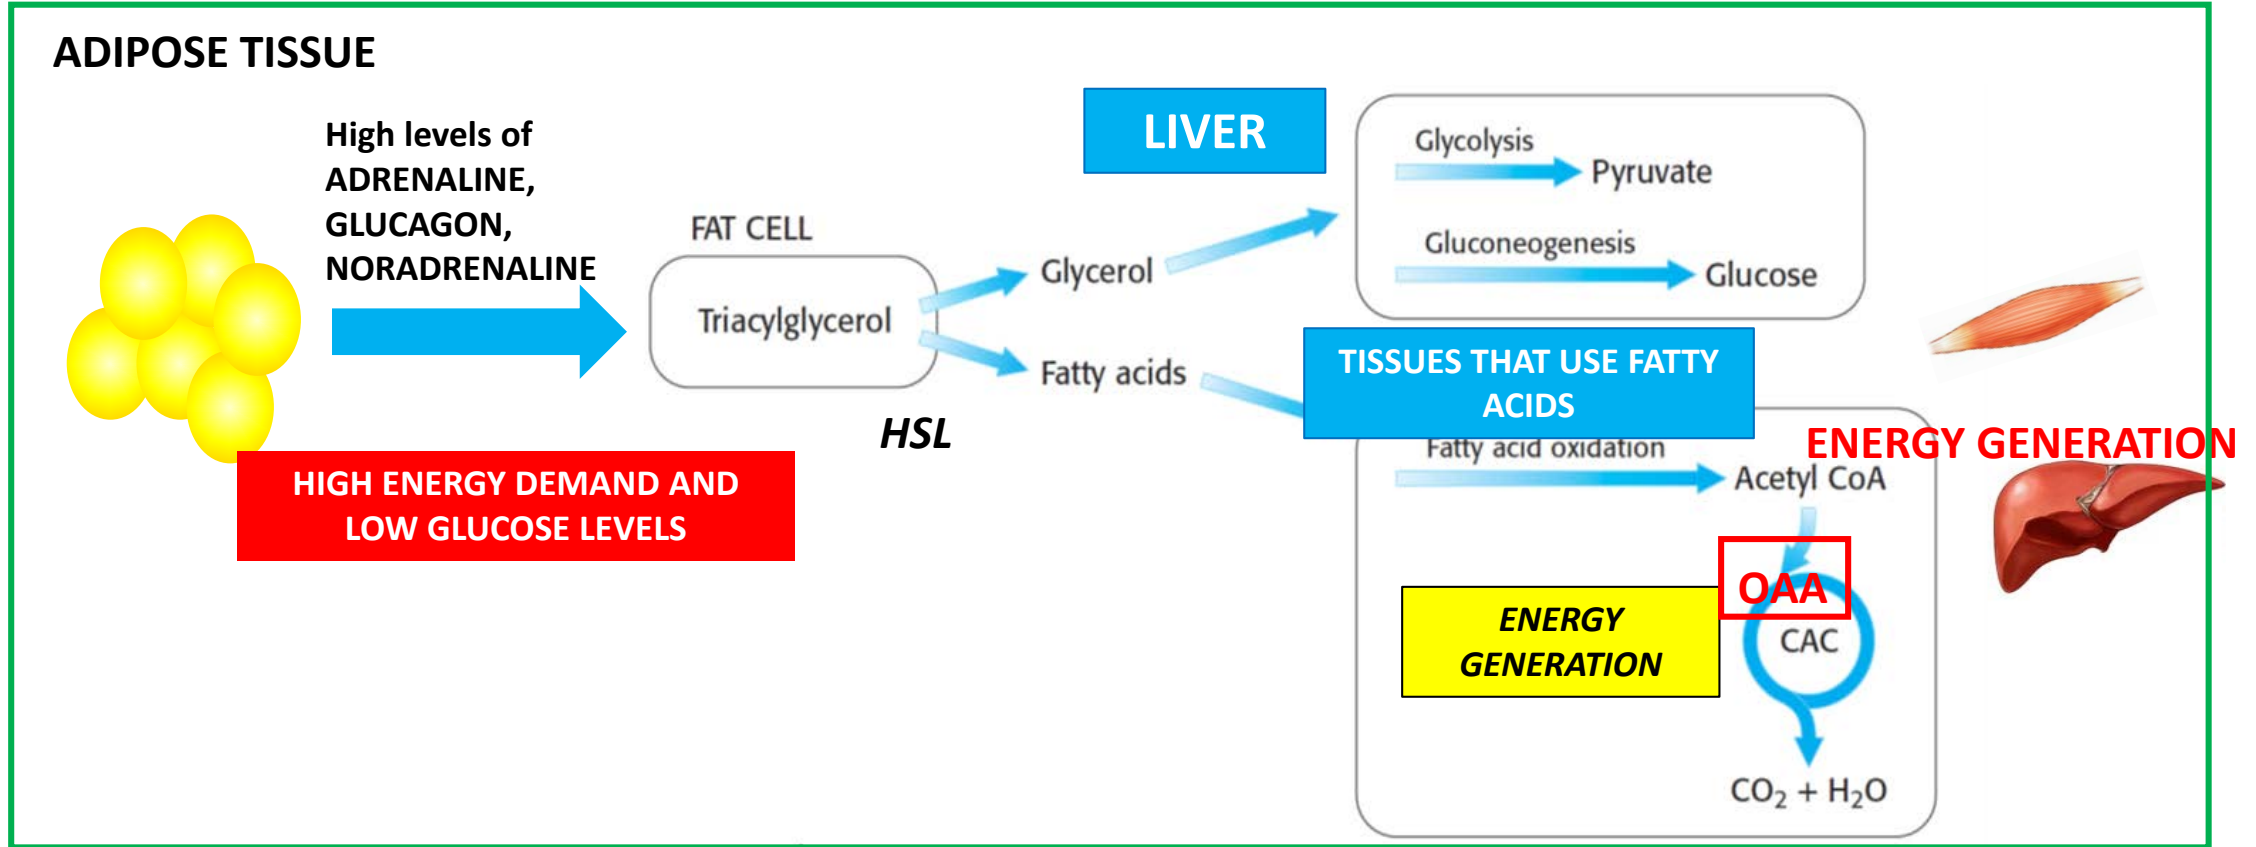 ADIPOSE TISSUE
High levels of
ADRENALINE,
GLUCAGON,
NORADRENALINE
HIGH ENERGY DEMAND AND
LOW GLUCOSE LEVELS
FAT CELL
Triacylglycerol
HSL
Glycerol
Fatty acids
LIVER
Glycolysis
Pyruvate
Gluconeogenesis
Glucose
TISSUES THAT USE FATTY
ACIDS
Fatty acid oxidation
Acetyl CoA
ENERGY GENERATION
OAA
CAC
ENERGY
GENERATION
CO₂ + H₂O